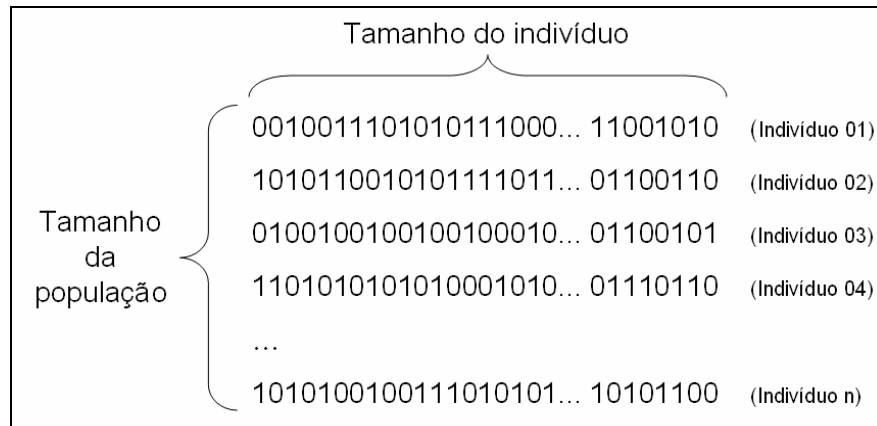 Tamanho do indivíduo
0010011101010111000... 11001010 (Indivíduo 01)
1010110010101111011... 01100110 (Indivíduo 02)
0100100100100100010... 01100101 (Indivíduo 03)
1101010101010001010... 01110110 (Indivíduo 04)
Tamanho
da
população
...
1010100100111010101... 10101100 (Indivíduo n)